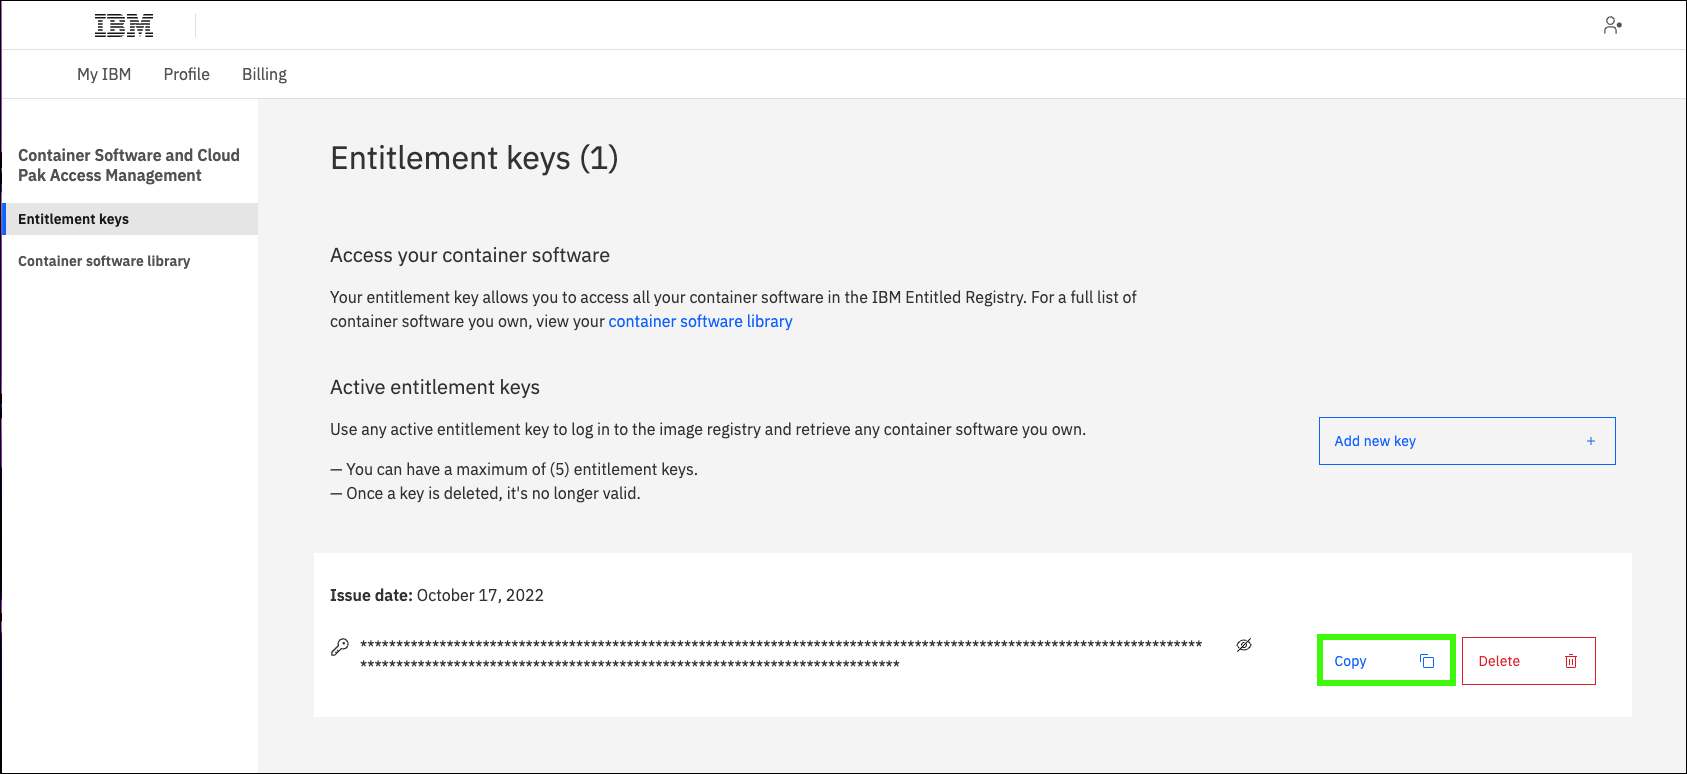 IBM
My IBM Profile Billing
Container Software and Cloud
Pak Access Management
Entitlement keys
Container software library
Entitlement keys (1)
Access your container software
Your entitlement key allows you to access all your container software in the IBM Entitled Registry. For a full list of
container software you own, view your container software library
Active entitlement keys
Use any active entitlement key to log in to the image registry and retrieve any container software you own.
— You can have a maximum of (5) entitlement keys.
— Once a key is deleted, it's no longer valid.
Add new key +
Issue date: October 17, 2022
*********************************************************************************************************************
***************************************************************************
Copy
Delete